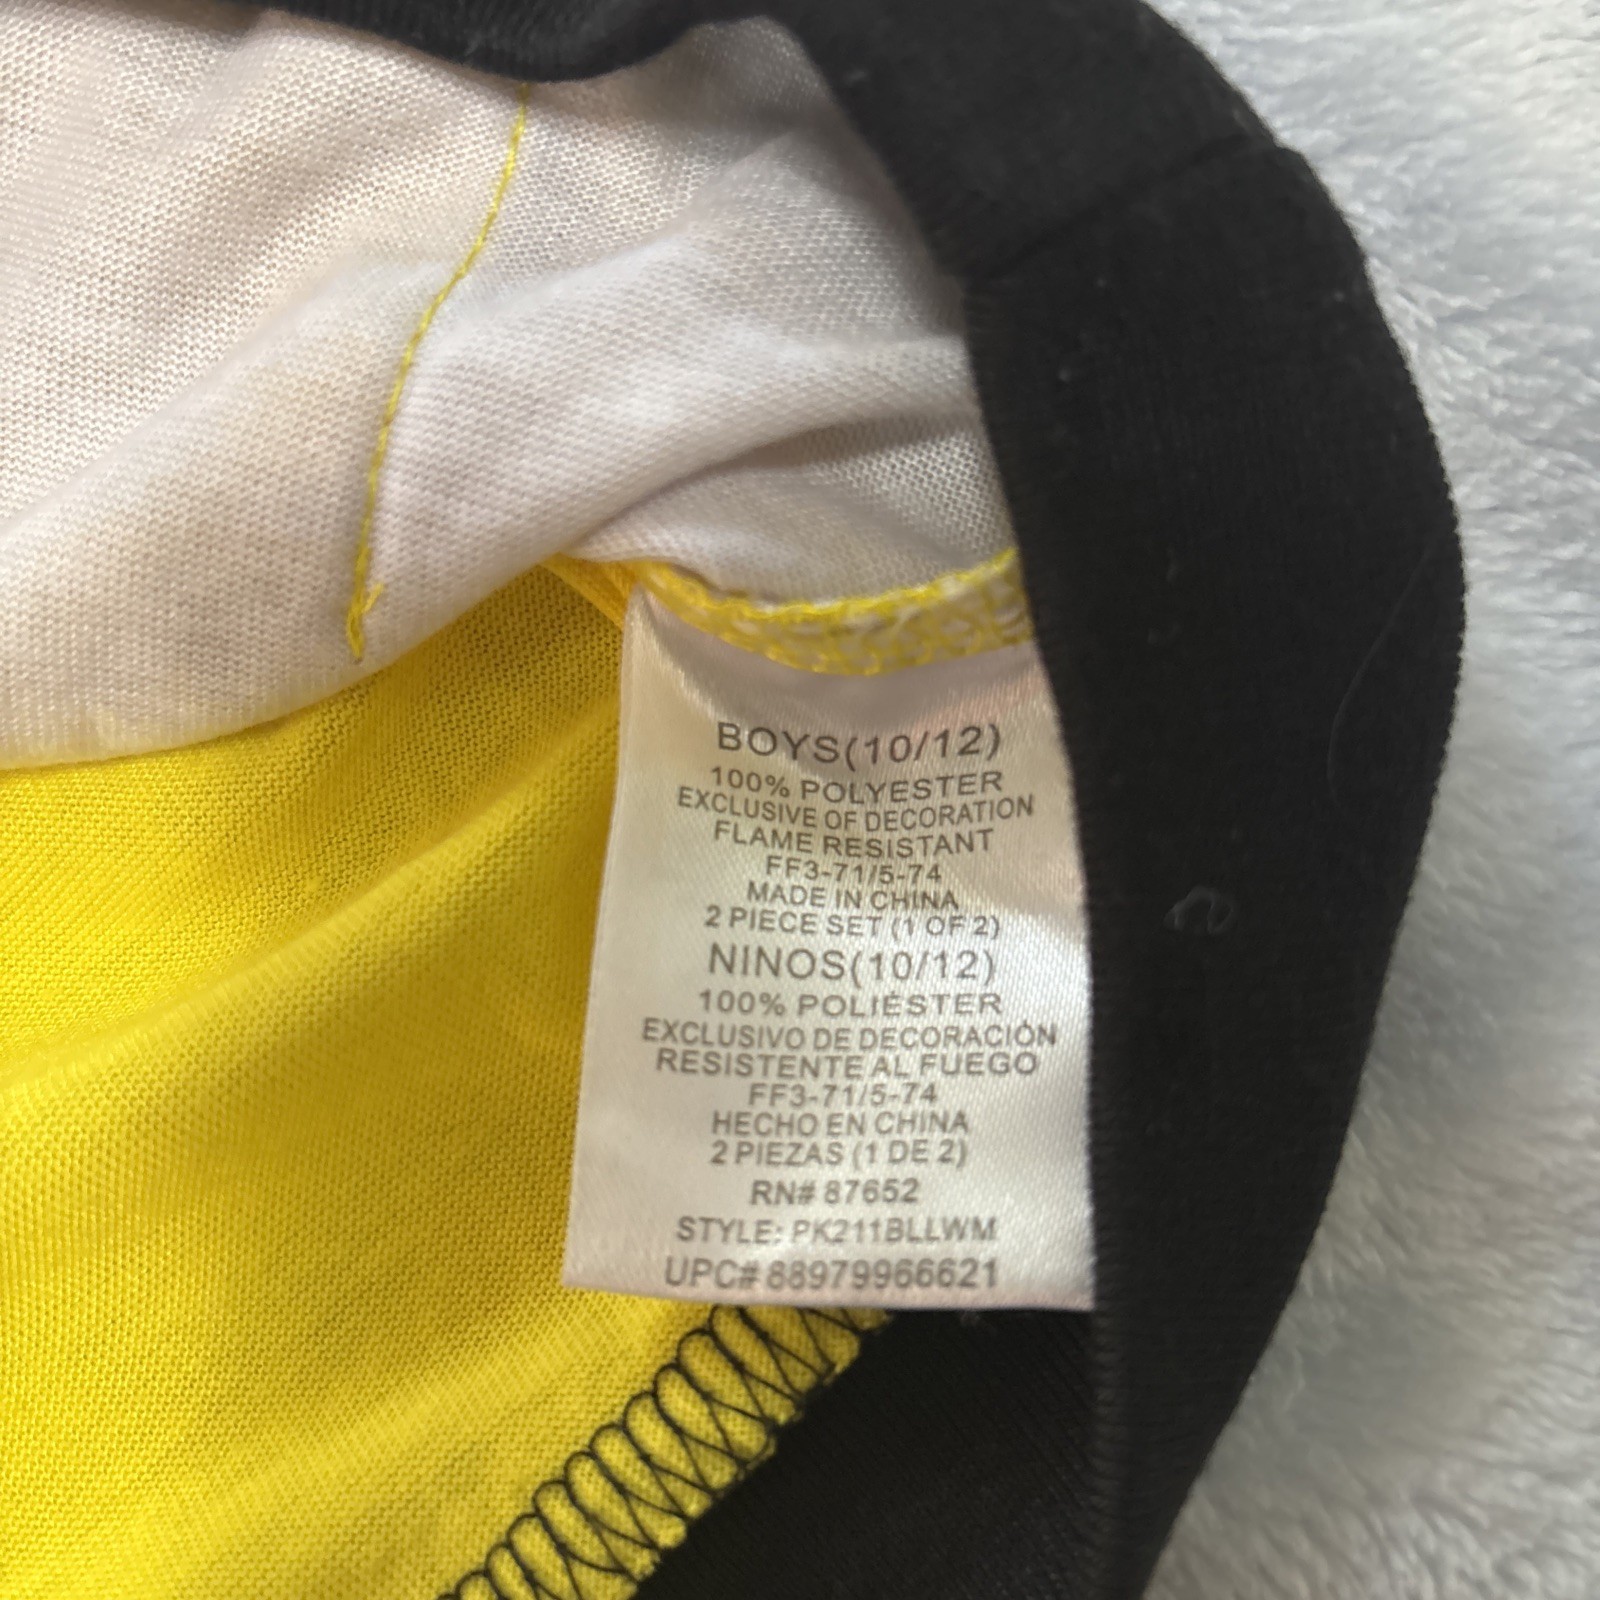 BOYS(10/12)
100% POLYESTER
EXCLUSIVE OF DECORATION
FLAME RESISTANT
FF3-71/5-74
MADE IN CHINA
2 PIECE SET (1 OF 2)
NINOS(10/12)
100% POLIÉSTER
EXCLUSIVO DE DECORACIÓN
RESISTENTE AL FUEGO
FF3-71/5-74
HECHO EN CHINA
2 PIEZAS (1 DE 2)
RN# 87652
STYLE: PK211BLLWM
UPC# 88979966621